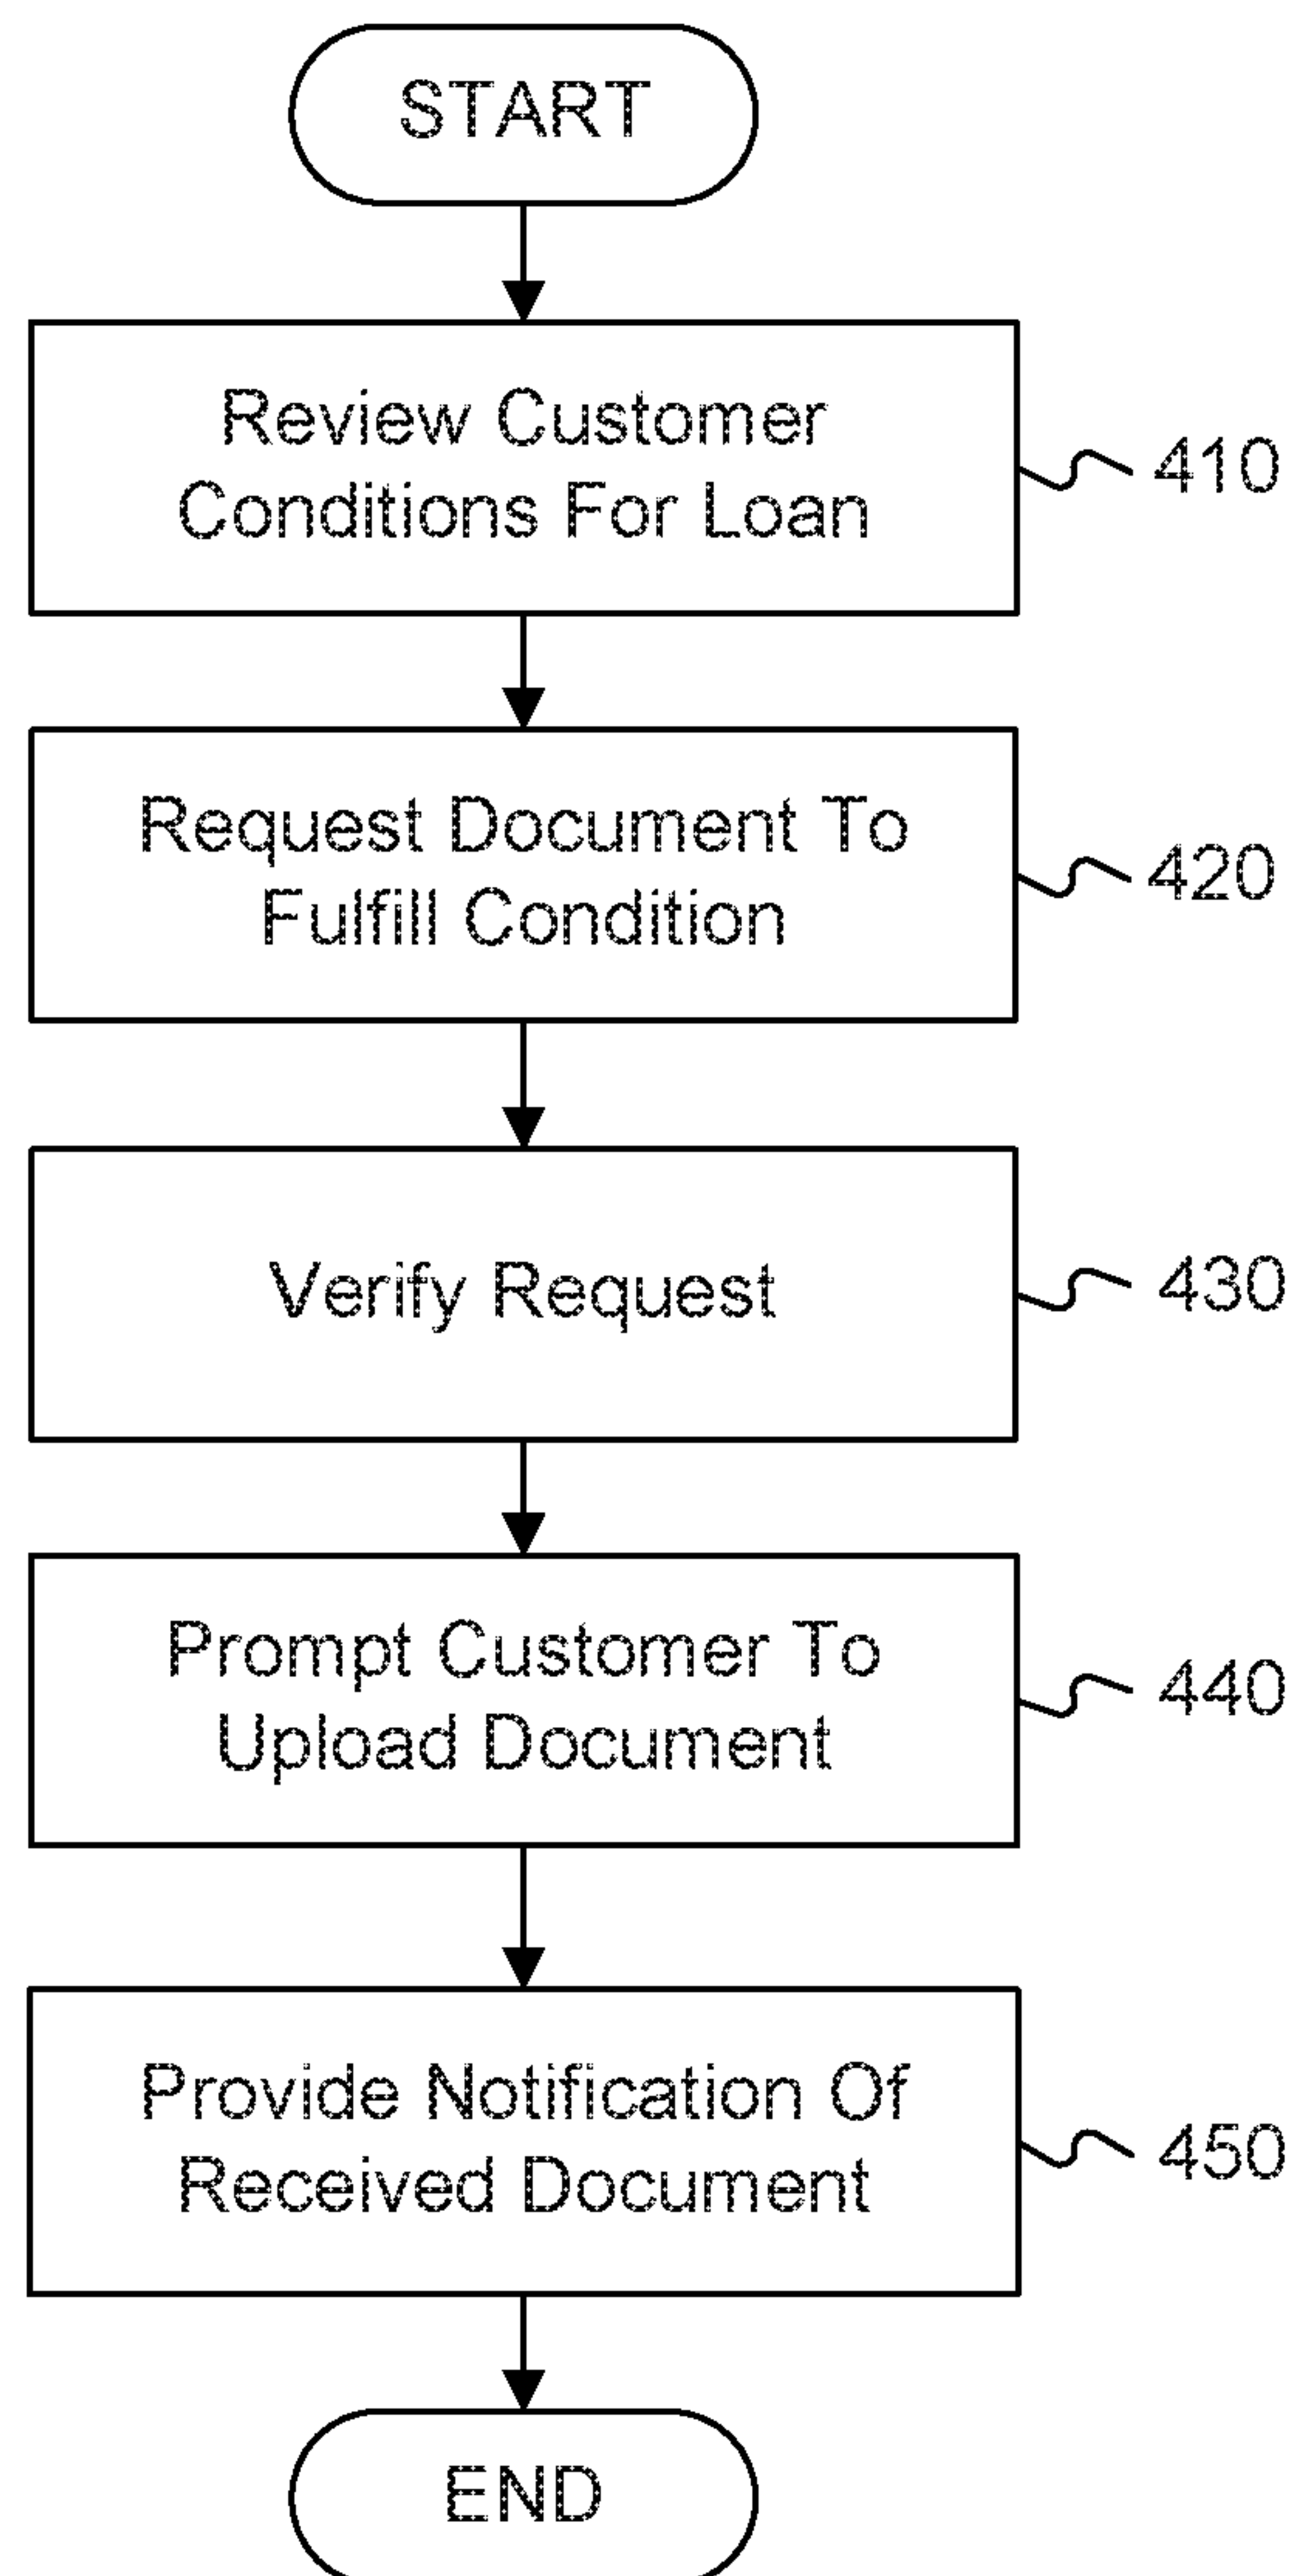 START
Review Customer
Conditions For Loan
410
Request Document To
Fulfill Condition
420
Verify Request
430
Prompt Customer To
Upload Document
440
Provide Notification Of
Received Document
450
END